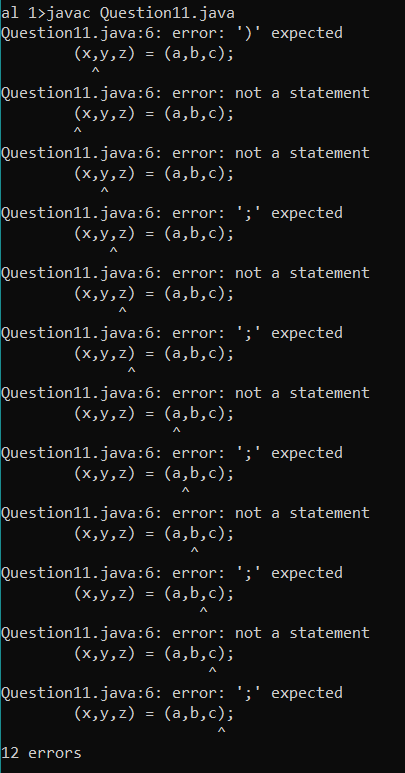 al 1>javac Question11.java
Question11.java:6: error: ')' expected
        (x,y,z) = (a,b,c);
          ^
Question11.java:6: error: not a statement
        (x,y,z) = (a,b,c);
        ^
Question11.java:6: error: not a statement
        (x,y,z) = (a,b,c);
           ^
Question11.java:6: error: ';' expected
        (x,y,z) = (a,b,c);
            ^
Question11.java:6: error: not a statement
        (x,y,z) = (a,b,c);
             ^
Question11.java:6: error: ';' expected
        (x,y,z) = (a,b,c);
              ^
Question11.java:6: error: not a statement
        (x,y,z) = (a,b,c);
                   ^
Question11.java:6: error: ';' expected
        (x,y,z) = (a,b,c);
                    ^
Question11.java:6: error: not a statement
        (x,y,z) = (a,b,c);
                     ^
Question11.java:6: error: ';' expected
        (x,y,z) = (a,b,c);
                      ^
Question11.java:6: error: not a statement
        (x,y,z) = (a,b,c);
                       ^
Question11.java:6: error: ';' expected
        (x,y,z) = (a,b,c);
                        ^
12 errors